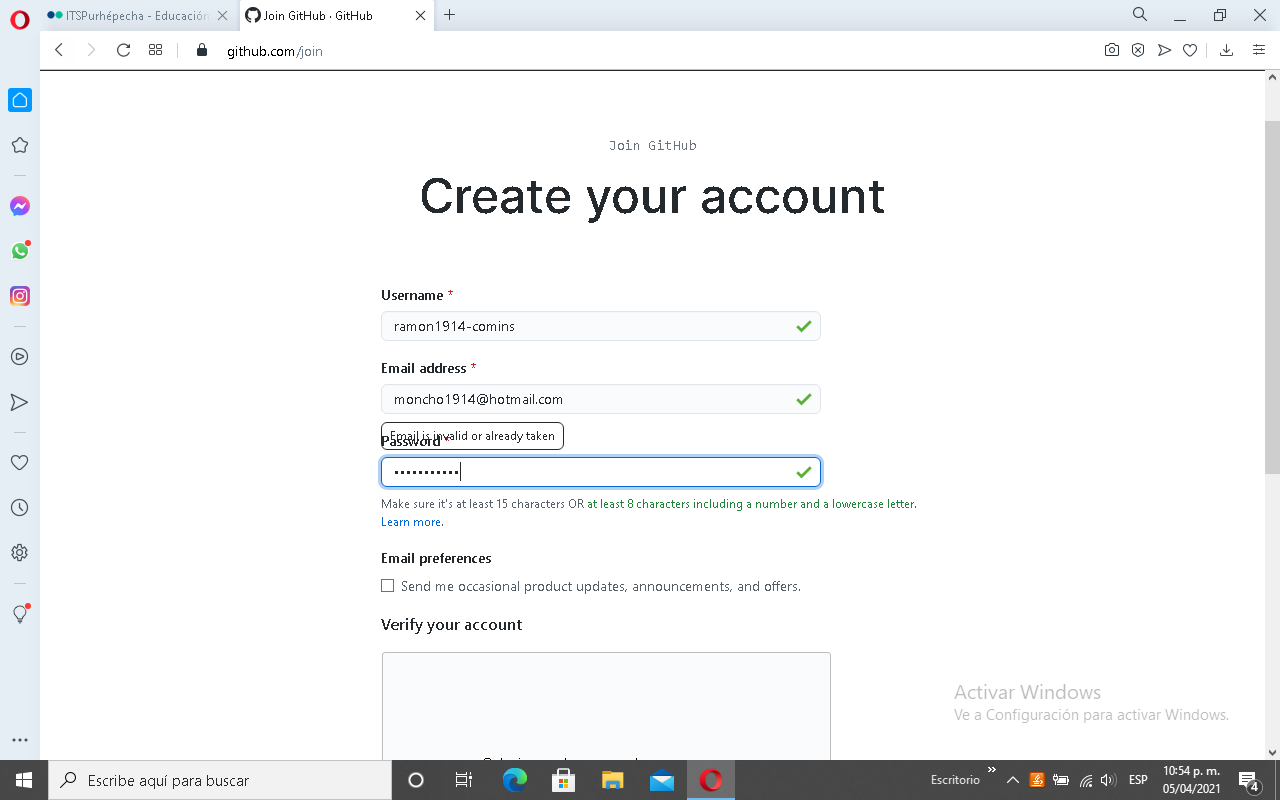 ITSPurhépecha - Educación
Join GitHub · GitHub
github.com/join
Join GitHub
Create your account
Username *
ramon1914-comins
Email address *
moncho1914@hotmail.com
Email is invalid or already taken
Password *
•••••••••••
Make sure it's at least 15 characters OR at least 8 characters including a number and a lowercase letter.
Learn more.
Email preferences
Send me occasional product updates, announcements, and offers.
Verify your account
Activar Windows
Ve a Configuración para activar Windows.
Escribe aquí para buscar
Escritorio
ESP
10:54 p. m.
05/04/2021
4